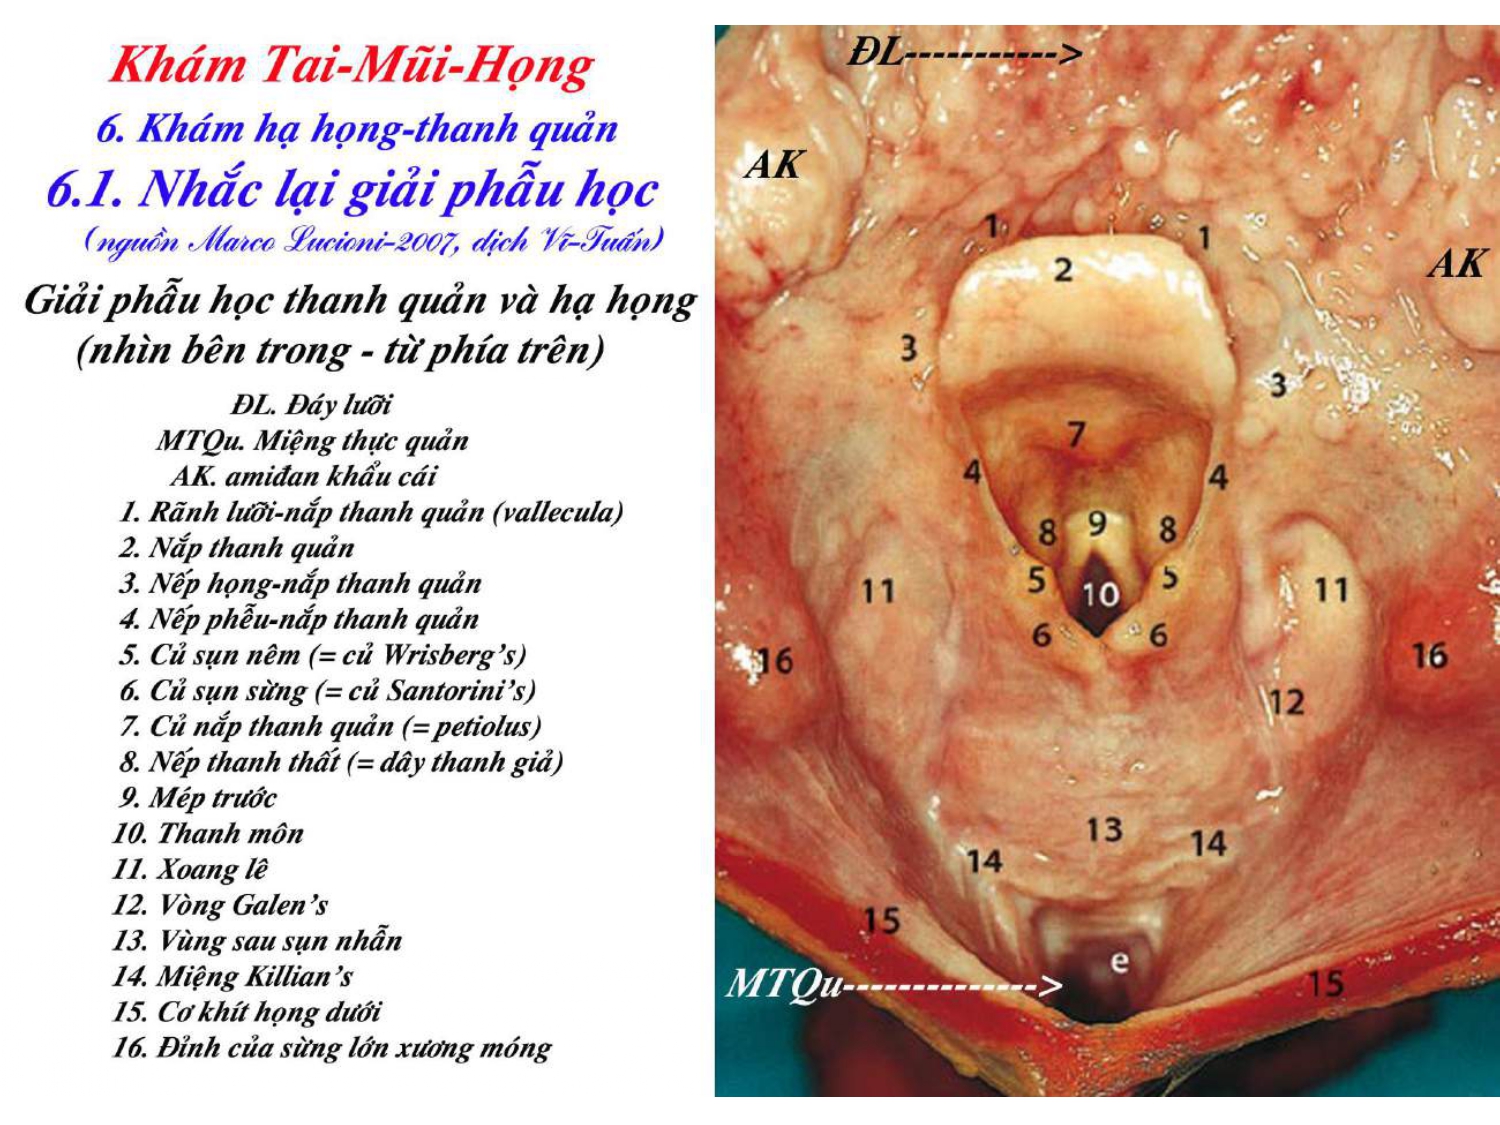 Khám Tai-Mũi-Họng
6. Khám hạ họng-thanh quản
6.1. Nhắc lại giải phẫu học
(nguồn Marco Lucioni-2007, dịch Vĩ-Tuấn)
Giải phẫu học thanh quản và hạ họng
(nhìn bên trong - từ phía trên)
ĐL. Đáy lưỡi
MTQu. Miệng thực quản
AK. amiđan khẩu cái
1. Rãnh lưỡi-nắp thanh quản (vallecula)
2. Nắp thanh quản
3. Nếp họng-nắp thanh quản
4. Nếp phễu-nắp thanh quản
5. Củ sụn nêm (= củ Wrisberg's)
6. Củ sụn sừng (= củ Santorini's)
7. Củ nắp thanh quản (= petiolus)
8. Nếp thanh thất (= dây thanh giả)
9. Mép trước
10. Thanh môn
11. Xoang lê
12. Vòng Galen's
13. Vùng sau sụn nhẫn
14. Miệng Killian's
15. Cơ khít họng dưới
16. Đỉnh của sừng lớn xương móng
ĐL----------->
AK
1 1
2
AK
3 3
7
4 4
8 9 8
5 10 5
11 11
6 6
16 16
12
13
14 14
15
e
MTQu-------------->
15